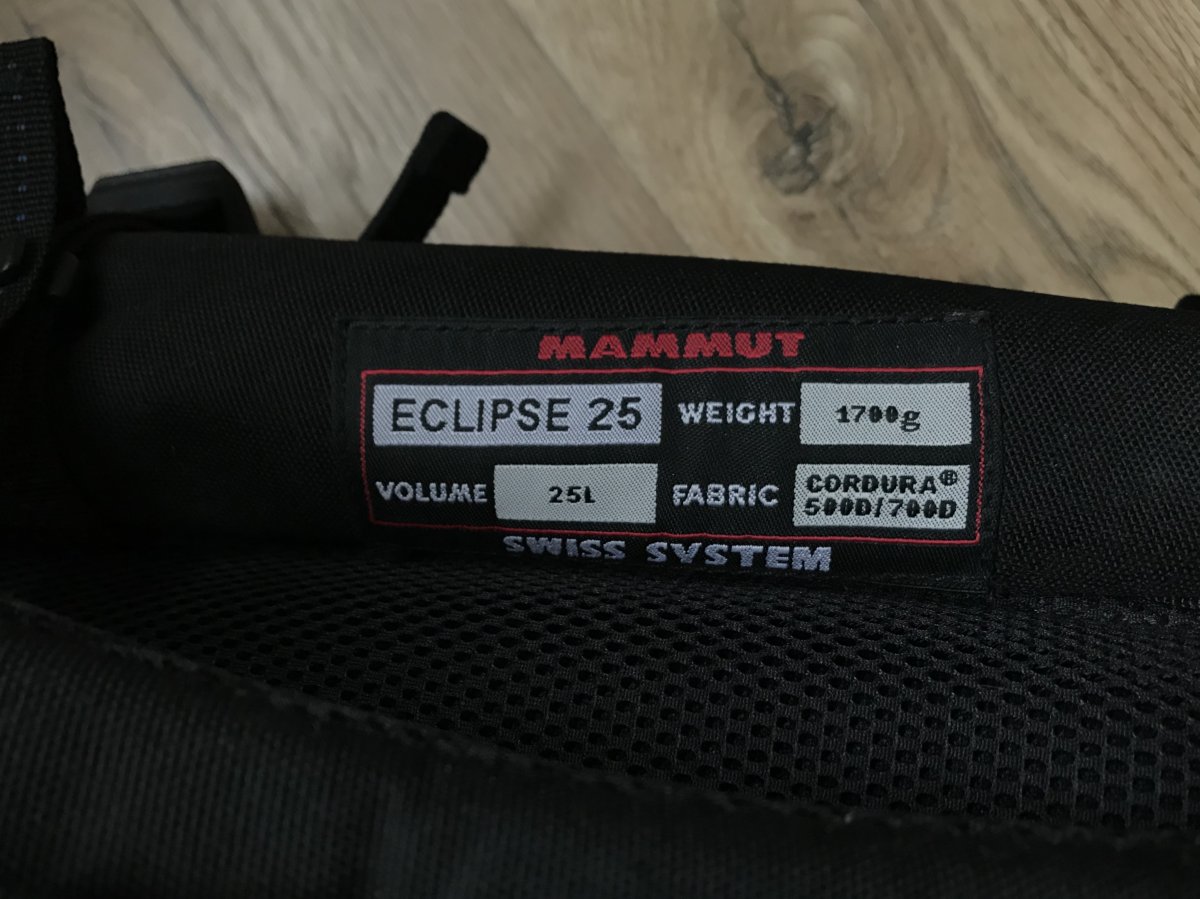 MAMMUT
ECLIPSE 25 WEIGHT 1700g
VOLUME 25L FABRIC CORDURA® 500D/700D
SWISS SYSTEM